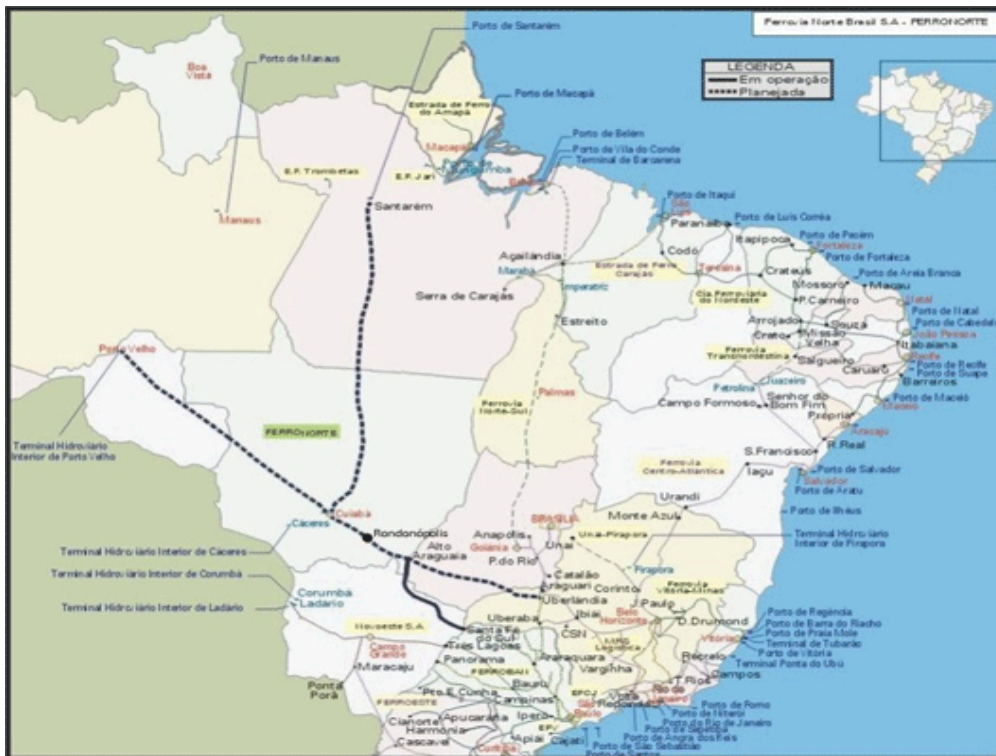 Ferrovia Norte Brasil S.A - FERRONORTE
LEGENDA
Em operação
Planejada
Porto de Santarém
Boa
Vista
Porto de Manaus
Estrada de Ferro
do Amapá
Porto de Macapá
Macapá
Porto de Belém
Porto de Vila do Conde
Terminal de Barcarena
E.F. Trombetas
E.F. Jari
Santarém
Manaus
Porto de Itaqui
São
Luís
Paranaíba
Porto de Luís Corrêa
Itapipoca
Porto de Pecém
Fortaleza
Porto de Fortaleza
Codó
Açailândia
Marabá
Estrada de Ferro
Carajás
Teresina
Crateús
Porto de Areia Branca
Mossoró
Macau
Imperatriz
Serra de Carajás
Cia. Ferroviária
do Nordeste
P.Carneiro
Natal
Porto de Natal
Estreito
Arrojado
Souza
Porto de Cabedelo
João Pessoa
Crato
Missão
Velha
Itabaiana
Porto Velho
Ferrovia
Transnordestina
Salgueiro
Recife
Porto de Recife
Porto de Suape
Caruaru
Barreiros
Petrolina
Juazeiro
Palmas
Ferrovia
Norte-Sul
Campo Formoso
Senhor do
Bom Fim
Porto de Maceió
Maceió
Propria
Aracaju
FERRONORTE
Terminal Hidroviário
Interior de Porto Velho
R.Real
S.Francisco
Ferrovia
Centro-Atlântica
Iaçu
Porto de Salvador
Salvador
Porto de Aratu
Urandi
Porto de Ilhéus
Cuiabá
Cáceres
Monte Azul
Rondonópolis
Anápolis
BRASÍLIA
Unaí
Unaí-Pirapora
Terminal Hidroviário
Interior de Pirapora
Terminal Hidroviário Interior de Cáceres
Alto
Araguaia
Goiânia
P.do Rio
Pirapora
Terminal Hidroviário Interior de Corumbá
Catalão
Araguari
Corinto
Ferrovia
Vitória-Minas
Corumbá
Ladário
Terminal Hidroviário Interior de Ladário
Uberlândia
Uberaba
Ibiá
Belo
Horizonte
D.Drumond
Porto de Regência
Porto de Barra do Riacho
Porto de Praia Mole
Terminal de Tubarão
Vitória
Porto de Vitória
Terminal Ponta do Ubú
Novoeste S.A.
Santa Fé
do Sul
CSN
MRS
Logística
Campo
Grande
Três Lagoas
Araraquara
Varginha
Recreio
Campos
Maracaju
Panorama
FERROBAN
Bauru
T.Rios
Ponta
Porã
Campinas
Volta
Redonda
Rio de
Janeiro
Porto de Forno
FERROESTE
São
Paulo
Porto de Niterói
Cianorte
Apucarana
Iperó
Porto do Rio de Janeiro
Harmonia
Porto de Sepetiba
Cascavel
Apiaí
Cajati
Porto de Angra dos Reis
Curitiba
Porto de São Sebastião
Porto de Santos